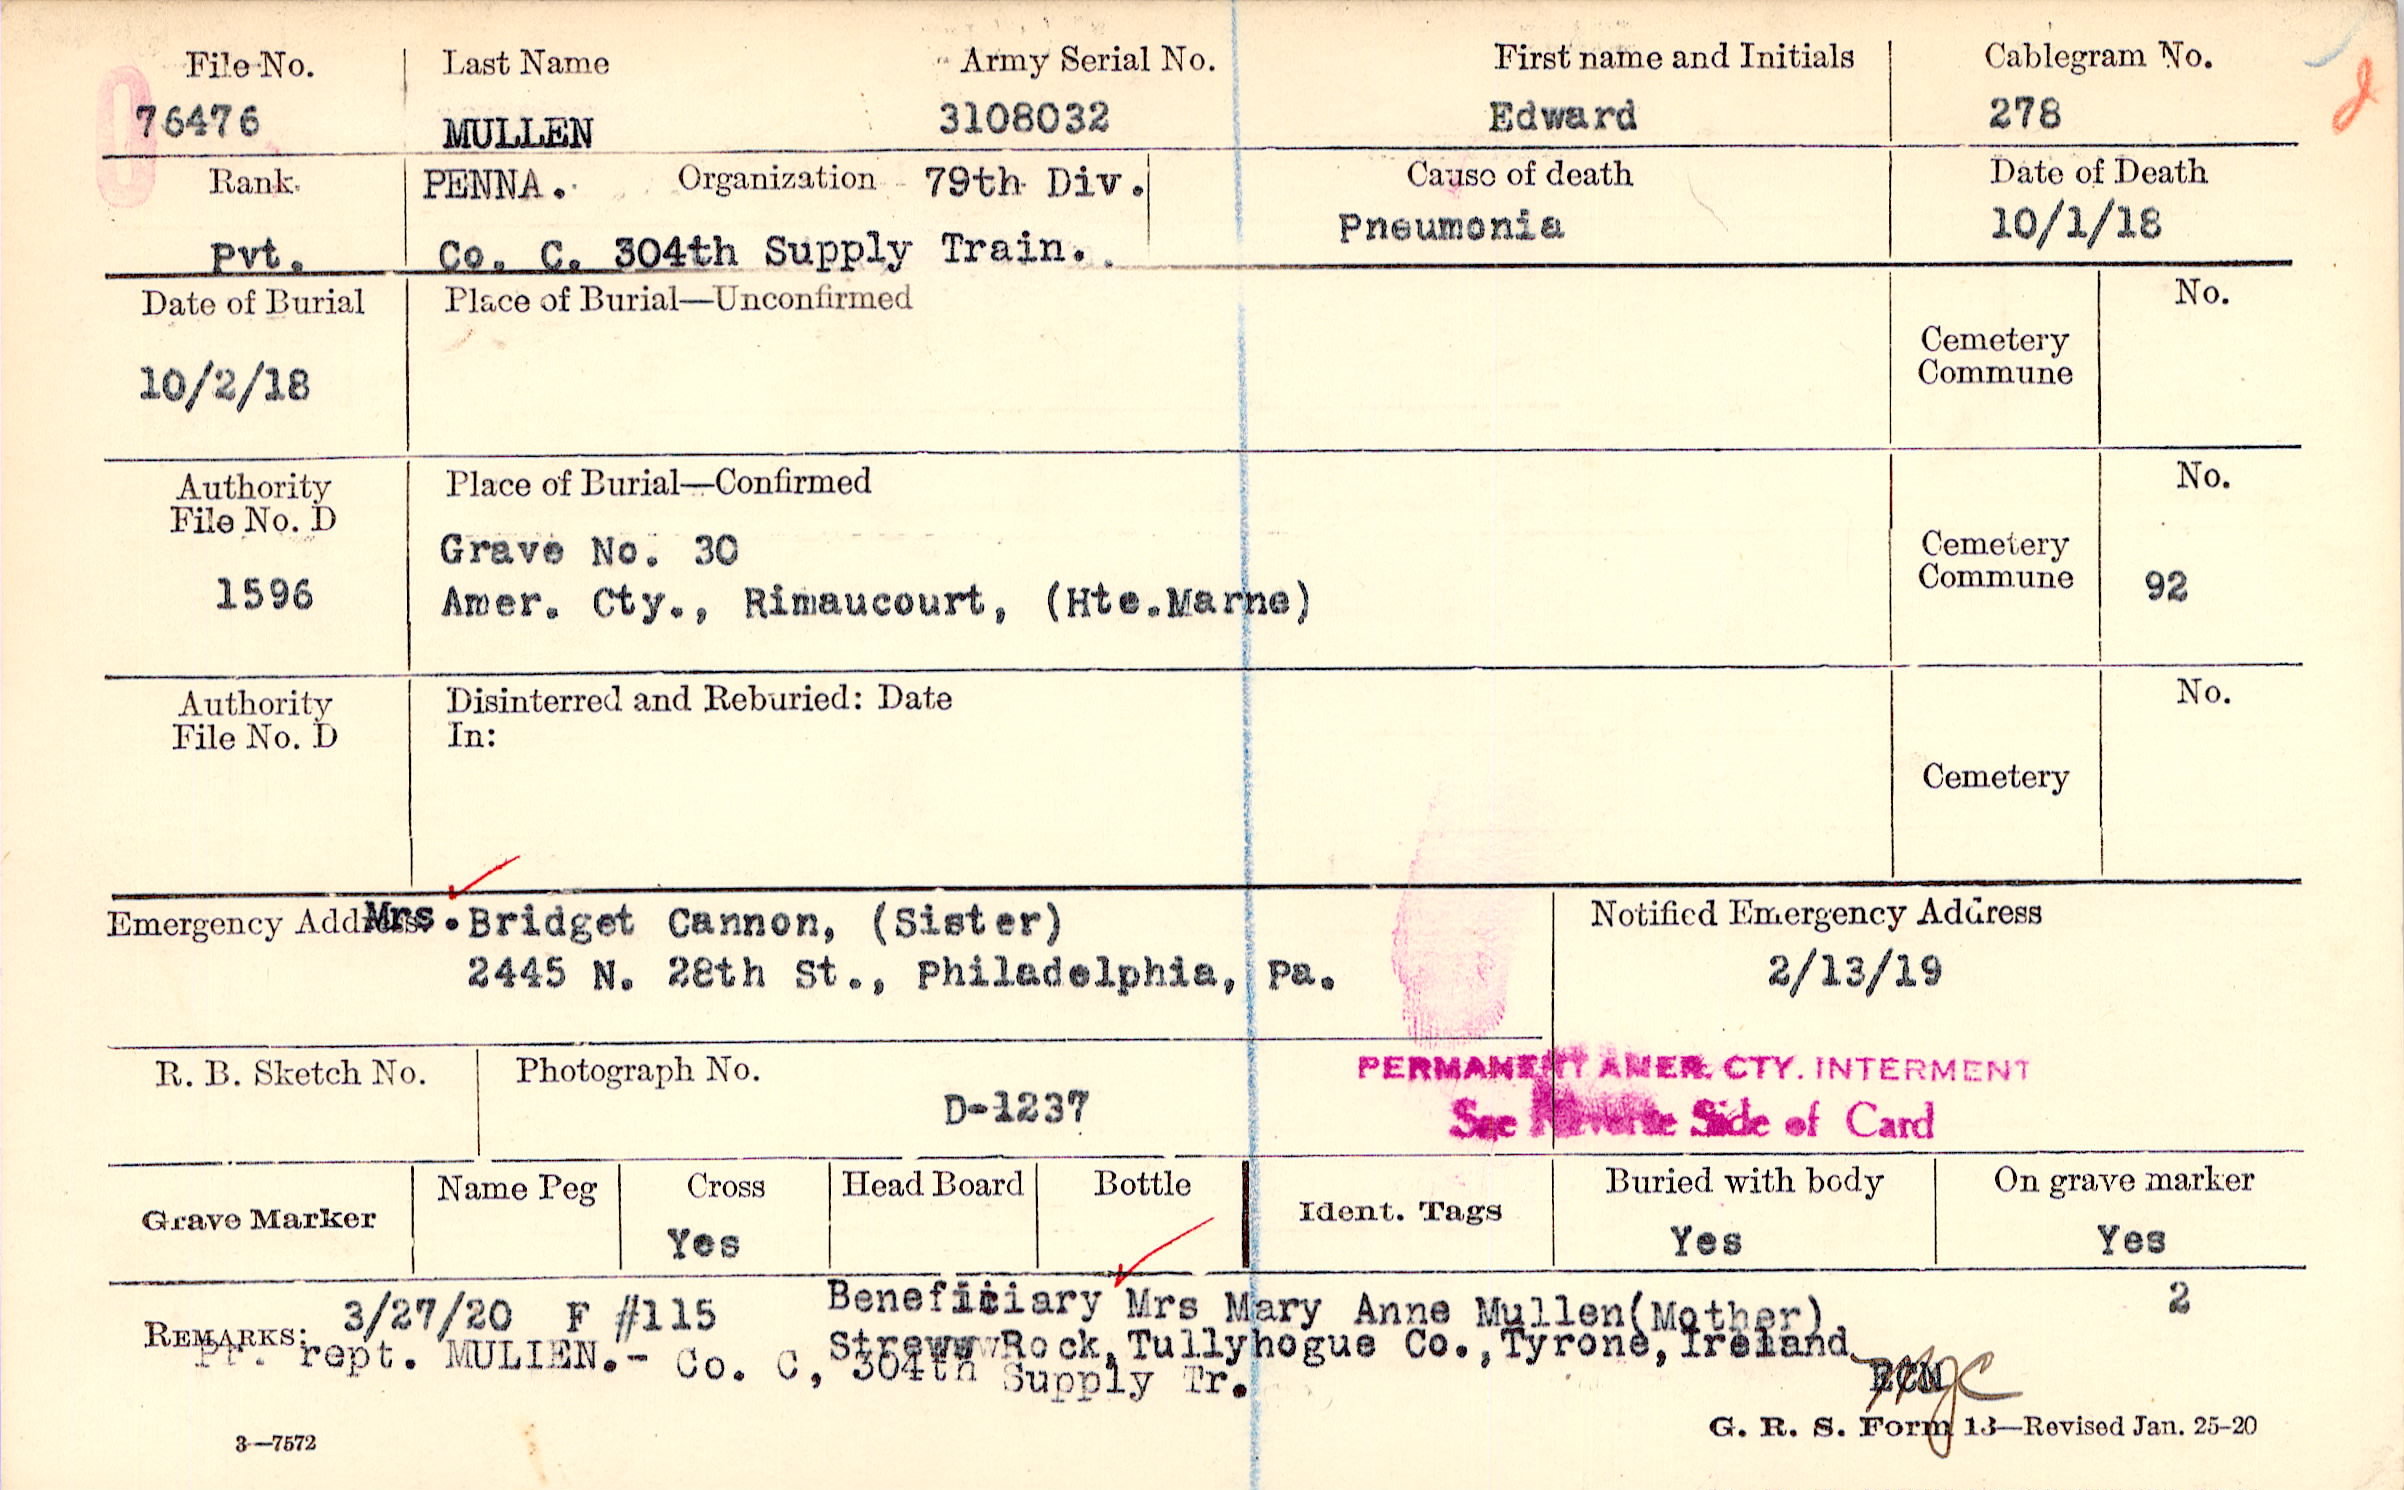 File No. Last Name Army Serial No. First name and Initials Cablegram No.
76476 MULLEN 3108032 Edward 278
Rank. PENNA. Organization 79th Div. Cause of death Date of Death
Pvt. Co. C. 304th Supply Train. Pneumonia 10/1/18
Date of Burial Place of Burial—Unconfirmed No.
10/2/18 Cemetery
Commune
Authority Place of Burial—Confirmed No.
File No. D
1596 Grave No. 30 Cemetery
Amer. Cty., Rimaucourt, (Hte.Marne) Commune 92
Authority Disinterred and Reburied: Date No.
File No. D In:
Cemetery
Emergency Address Mrs. Bridget Cannon, (Sister) Notified Emergency Address
2445 N. 28th St., Philadelphia, Pa. 2/13/19
R. B. Sketch No. Photograph No. PERMANENT AMER. CTY. INTERMENT
D-1237 See Reverse Side of Card
Grave Marker Name Peg Cross Head Board Bottle Ident. Tags Buried with body On grave marker
Yes Yes Yes
3/27/20 F #115 Beneficiary Mrs Mary Anne Mullen(Mother) 2
REMARKS: Rock, Tullyhogue Co.,Tyrone, Ireland
rept. MULIEN.- Co. C, 304th Supply Tr.
3—7572 G. R. S. Form 13—Revised Jan. 25-20